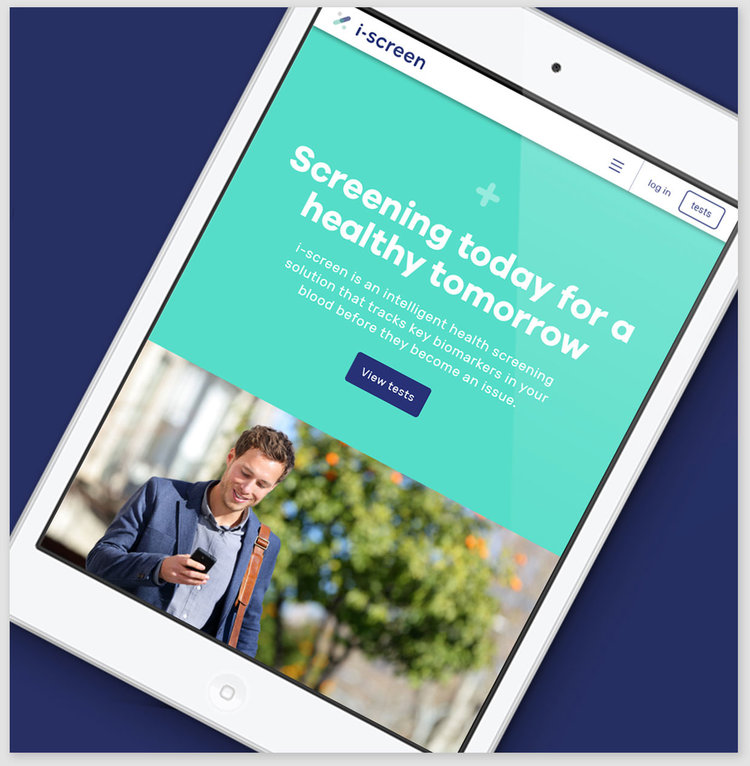 i-screen
log in
tests
Screening today for a
healthy tomorrow
i-screen is an intelligent health screening
solution that tracks key biomarkers in your
blood before they become an issue.
View tests